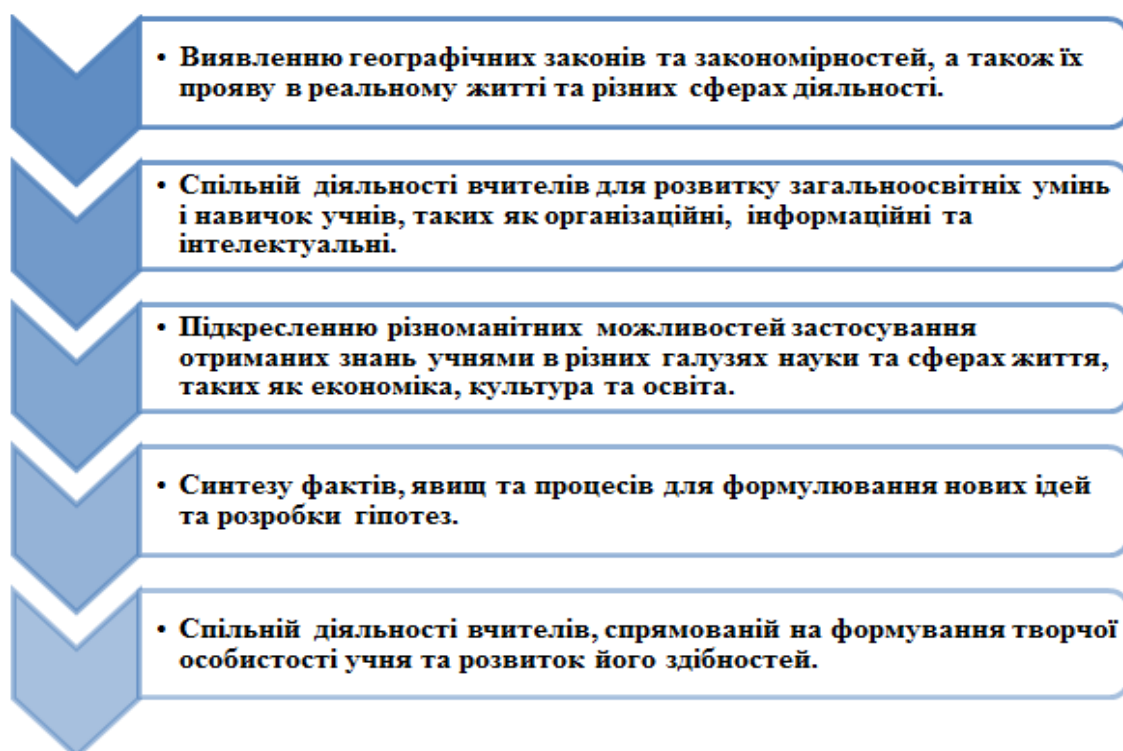 • Виявленню географічних законів та закономірностей, а також їх
прояву в реальному житті та різних сферах діяльності.
• Спільній діяльності вчителів для розвитку загальноосвітніх умінь
і навичок учнів, таких як організаційні, інформаційні та
інтелектуальні.
• Підкресленню різноманітних можливостей застосування
отриманих знань учнями в різних галузях науки та сферах життя,
таких як економіка, культура та освіта.
• Синтезу фактів, явищ та процесів для формулювання нових ідей
та розробки гіпотез.
• Спільній діяльності вчителів, спрямованій на формування творчої
особистості учня та розвиток його здібностей.